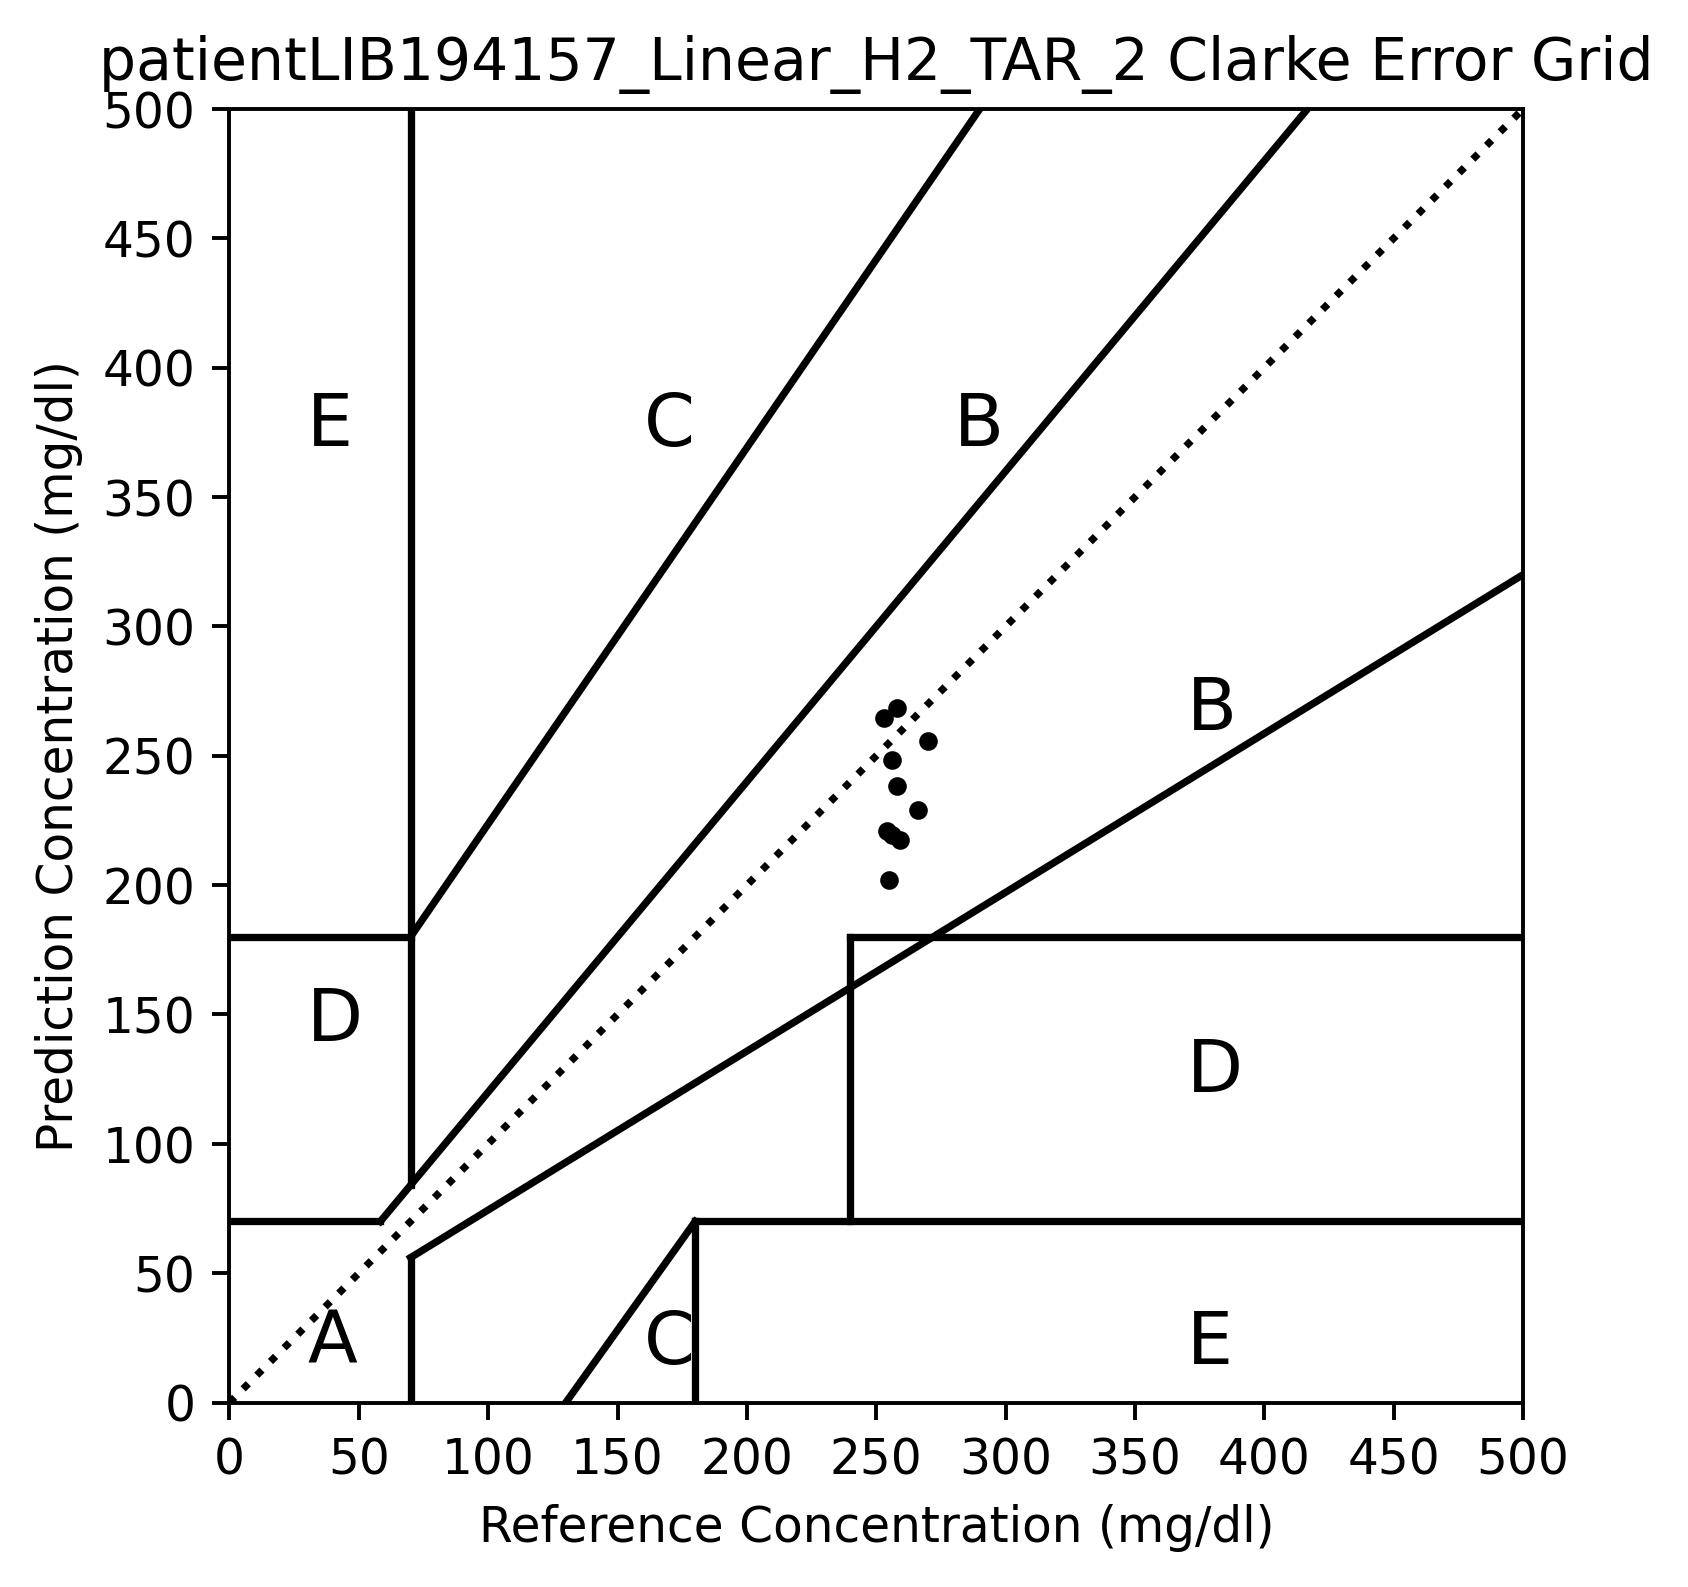 patientLIB194157_Linear_H2_TAR_2 Clarke Error Grid
500
450
400
350
300
250
200
150
100
50
0
Prediction Concentration (mg/dl)
E
C
B
B
D
D
A
C
E
0 50 100 150 200 250 300 350 400 450 500
Reference Concentration (mg/dl)